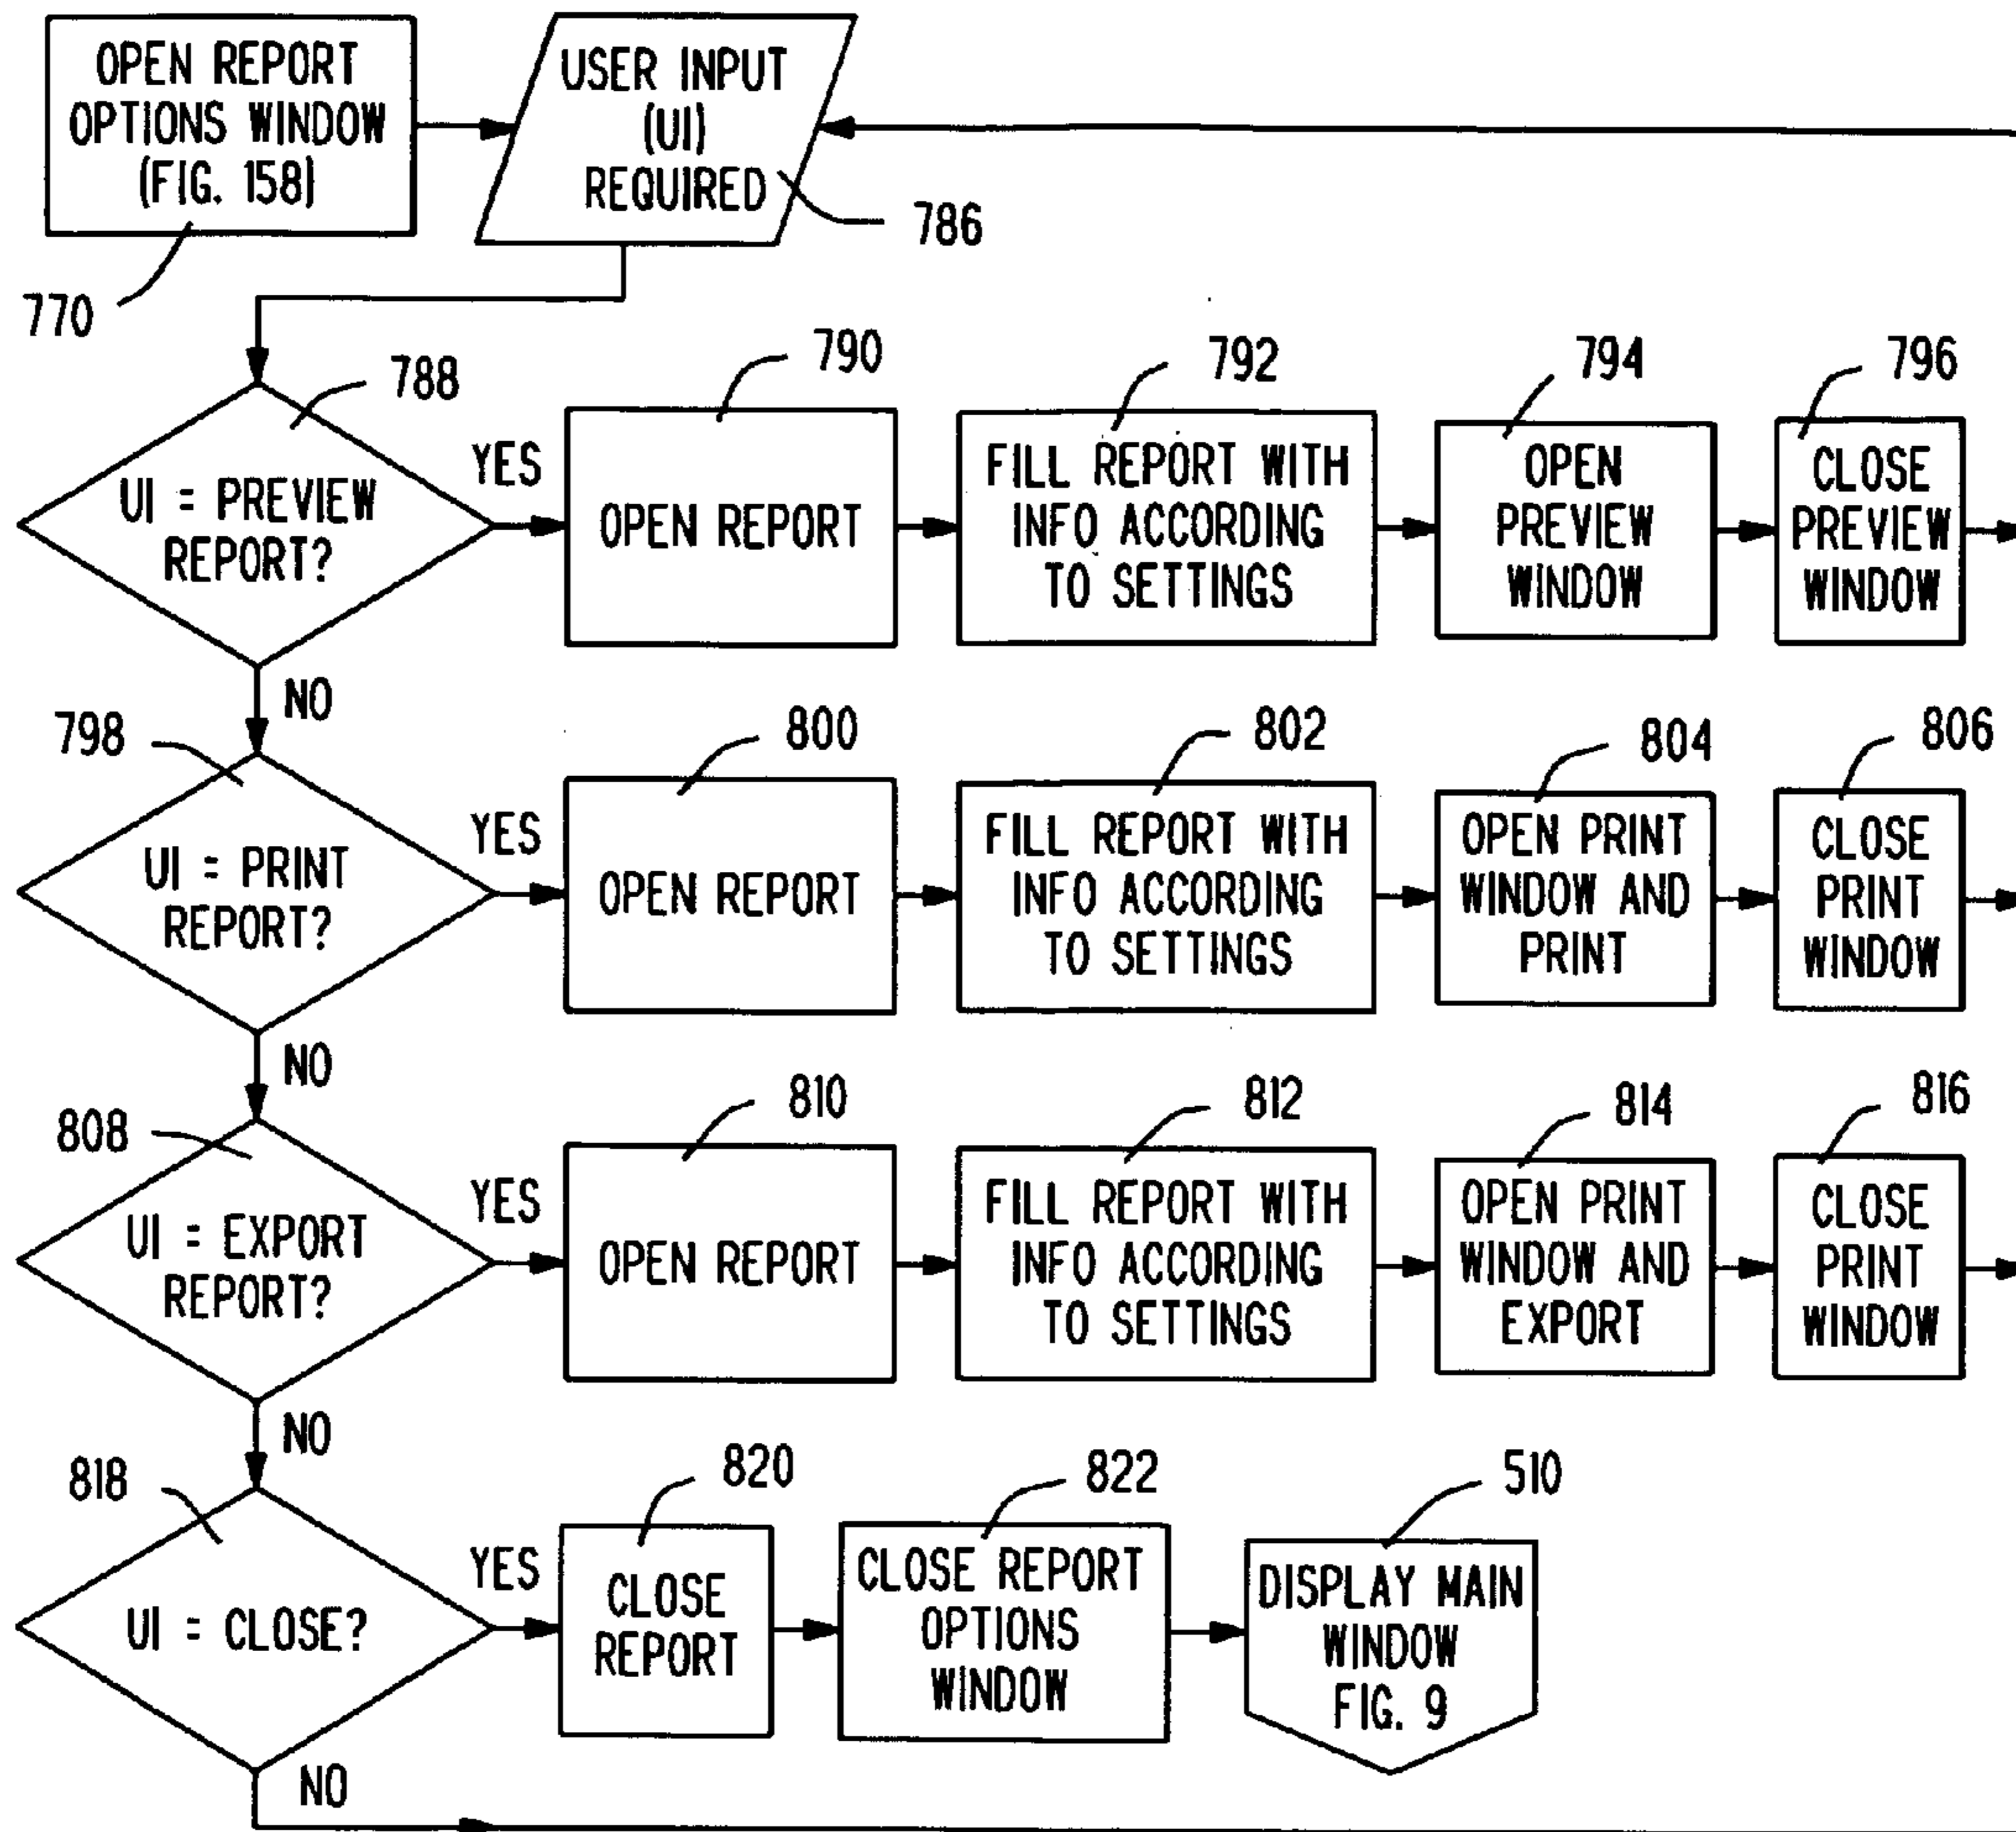 OPEN REPORT
OPTIONS WINDOW
(FIG. 158)
770
USER INPUT
(UI)
REQUIRED
786
788
UI = PREVIEW
REPORT?
YES
NO
790
OPEN REPORT
792
FILL REPORT WITH
INFO ACCORDING
TO SETTINGS
794
OPEN
PREVIEW
WINDOW
796
CLOSE
PREVIEW
WINDOW
798
UI = PRINT
REPORT?
YES
NO
800
OPEN REPORT
802
FILL REPORT WITH
INFO ACCORDING
TO SETTINGS
804
OPEN PRINT
WINDOW AND
PRINT
806
CLOSE
PRINT
WINDOW
808
UI = EXPORT
REPORT?
YES
NO
810
OPEN REPORT
812
FILL REPORT WITH
INFO ACCORDING
TO SETTINGS
814
OPEN PRINT
WINDOW AND
EXPORT
816
CLOSE
PRINT
WINDOW
818
UI = CLOSE?
YES
NO
820
CLOSE
REPORT
822
CLOSE REPORT
OPTIONS
WINDOW
510
DISPLAY MAIN
WINDOW
FIG. 9